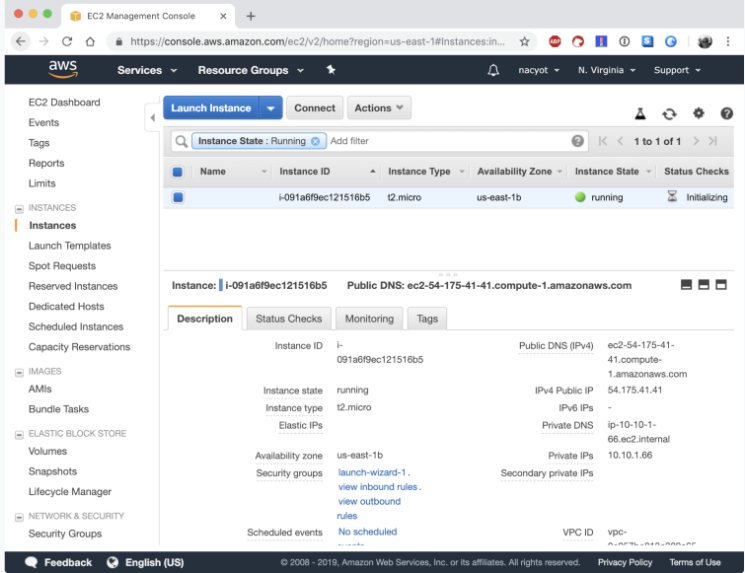 EC2 Management Console
https://console.aws.amazon.com/ec2/v2/home?region=us-east-1#Instances:in...
aws
Services
Resource Groups
nacyot
N. Virginia
Support
EC2 Dashboard
Events
Tags
Reports
Limits
INSTANCES
Instances
Launch Templates
Spot Requests
Reserved Instances
Dedicated Hosts
Scheduled Instances
Capacity Reservations
IMAGES
AMIs
Bundle Tasks
ELASTIC BLOCK STORE
Volumes
Snapshots
Lifecycle Manager
NETWORK & SECURITY
Security Groups
Launch Instance
Connect
Actions
Instance State : Running
Add filter
1 to 1 of 1
Name
Instance ID
Instance Type
Availability Zone
Instance State
Status Checks
i-091a6f9ec121516b5
t2.micro
us-east-1b
running
Initializing
Instance: i-091a6f9ec121516b5 Public DNS: ec2-54-175-41-41.compute-1.amazonaws.com
Description
Status Checks
Monitoring
Tags
Instance ID
i-
091a6f9ec121516b5
Instance state
running
Instance type
t2.micro
Elastic IPs
Availability zone
us-east-1b
Security groups
launch-wizard-1.
view inbound rules.
view outbound
rules
Scheduled events
No scheduled
events
Public DNS (IPv4)
ec2-54-175-41-
41.compute-
1.amazonaws.com
IPv4 Public IP
54.175.41.41
IPv6 IPs
-
Private DNS
ip-10-10-1-
66.ec2.internal
Private IPs
10.10.1.66
Secondary private IPs
VPC ID
vpc-
Feedback
English (US)
© 2008 - 2019, Amazon Web Services, Inc. or its affiliates. All rights reserved.
Privacy Policy
Terms of Use